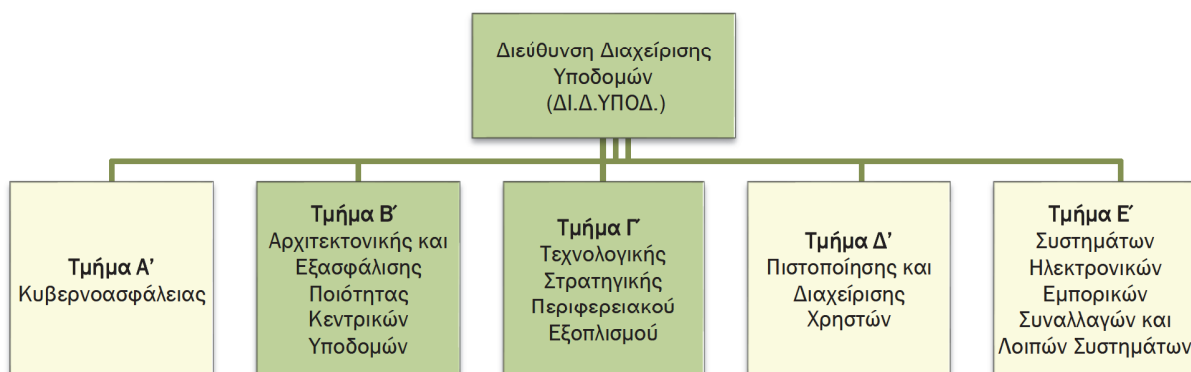 Διεύθυνση Διαχείρισης
Υποδομών
(ΔΙ.Δ.ΥΠΟΔ.)
Τμήμα Α’
Κυβερνοασφάλειας
Τμήμα Β’
Αρχιτεκτονικής και
Εξασφάλισης
Ποιότητας
Κεντρικών
Υποδομών
Τμήμα Γ’
Τεχνολογικής
Στρατηγικής
Περιφερειακού
Εξοπλισμού
Τμήμα Δ’
Πιστοποίησης και
Διαχείρισης
Χρηστών
Τμήμα Ε’
Συστημάτων
Ηλεκτρονικών
Εμπορικών
Συναλλαγών και
Λοιπών Συστημάτων